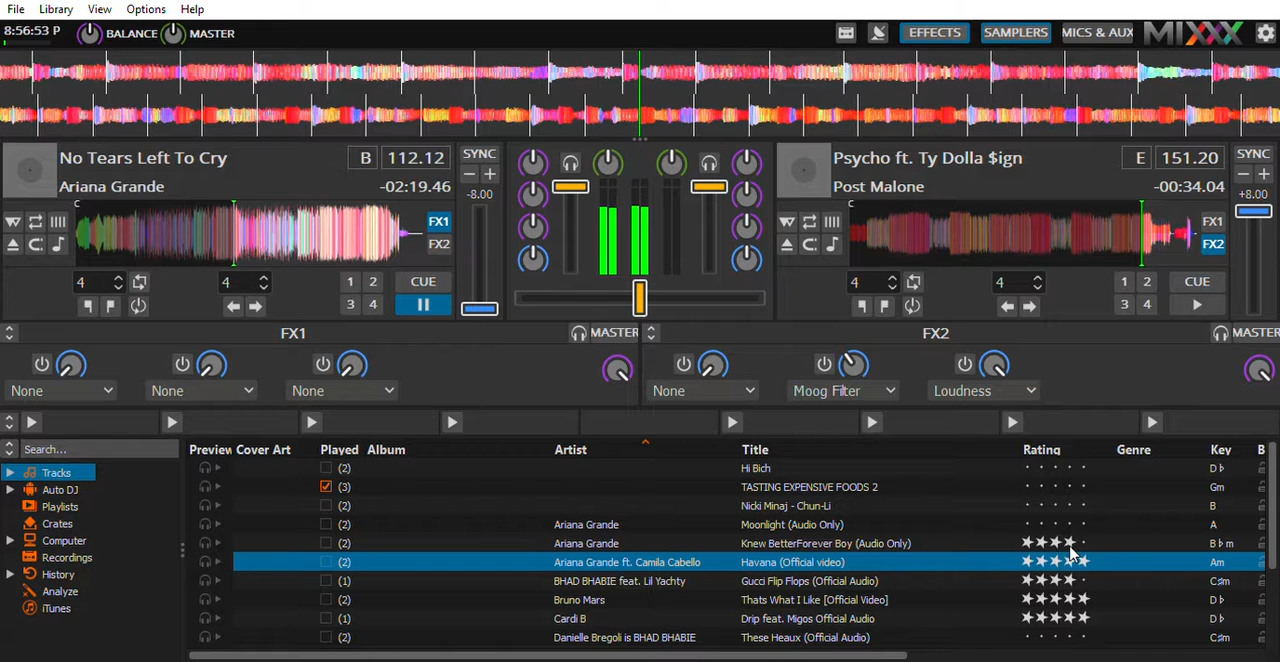 File Library View Options Help
8:56:53 P BALANCE MASTER EFFECTS SAMPLERS MICS & AUX MIXXX
No Tears Left To Cry B 112.12 SYNC
Ariana Grande -02:19.46 -8.00
Psycho ft. Ty Dolla $ign E 151.20 SYNC
Post Malone -00:34.04 +8.00
C FX1 C FX1
FX2 FX2
4 4 1 2 CUE 4 4 1 2 CUE
3 4 3 4
FX1 MASTER FX2 MASTER
None None None None Moog Filter Loudness
Search... Preview Cover Art Played Album Artist Title Rating Genre Key B
Tracks
Auto DJ
Playlists
Crates
Computer
Recordings
History
Analyze
iTunes
(2) Hi Bich D♭
(3) TASTING EXPENSIVE FOODS 2 Gm
(2) Nicki Minaj - Chun-Li B
(2) Ariana Grande Moonlight (Audio Only) A
(2) Ariana Grande Knew BetterForever Boy (Audio Only) B♭m
(2) Ariana Grande ft. Camila Cabello Havana (Official video) Am
(1) BHAD BHABIE feat. Lil Yachty Gucci Flip Flops (Official Audio) C♯m
(2) Bruno Mars Thats What I Like [Official Video] D♭
(1) Cardi B Drip feat. Migos Official Audio D♭
(2) Danielle Bregoli is BHAD BHABIE These Heaux (Official Audio) C♯m